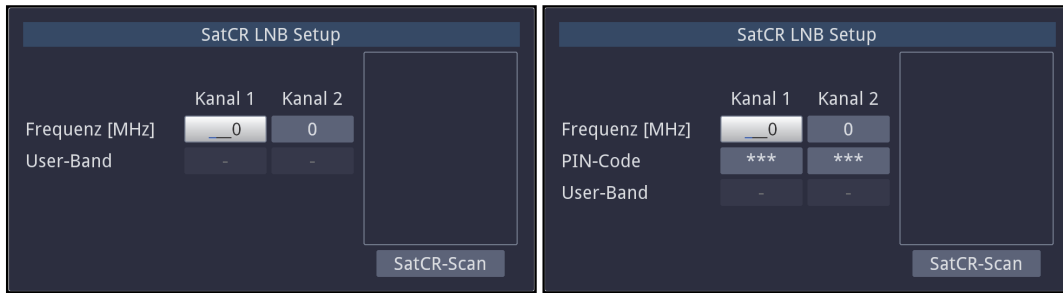 SatCR LNB Setup
Kanal 1 Kanal 2
Frequenz [MHz] __0 0
User-Band - -
SatCR-Scan
SatCR LNB Setup
Kanal 1 Kanal 2
Frequenz [MHz] __0 0
PIN-Code *** ***
User-Band - -
SatCR-Scan